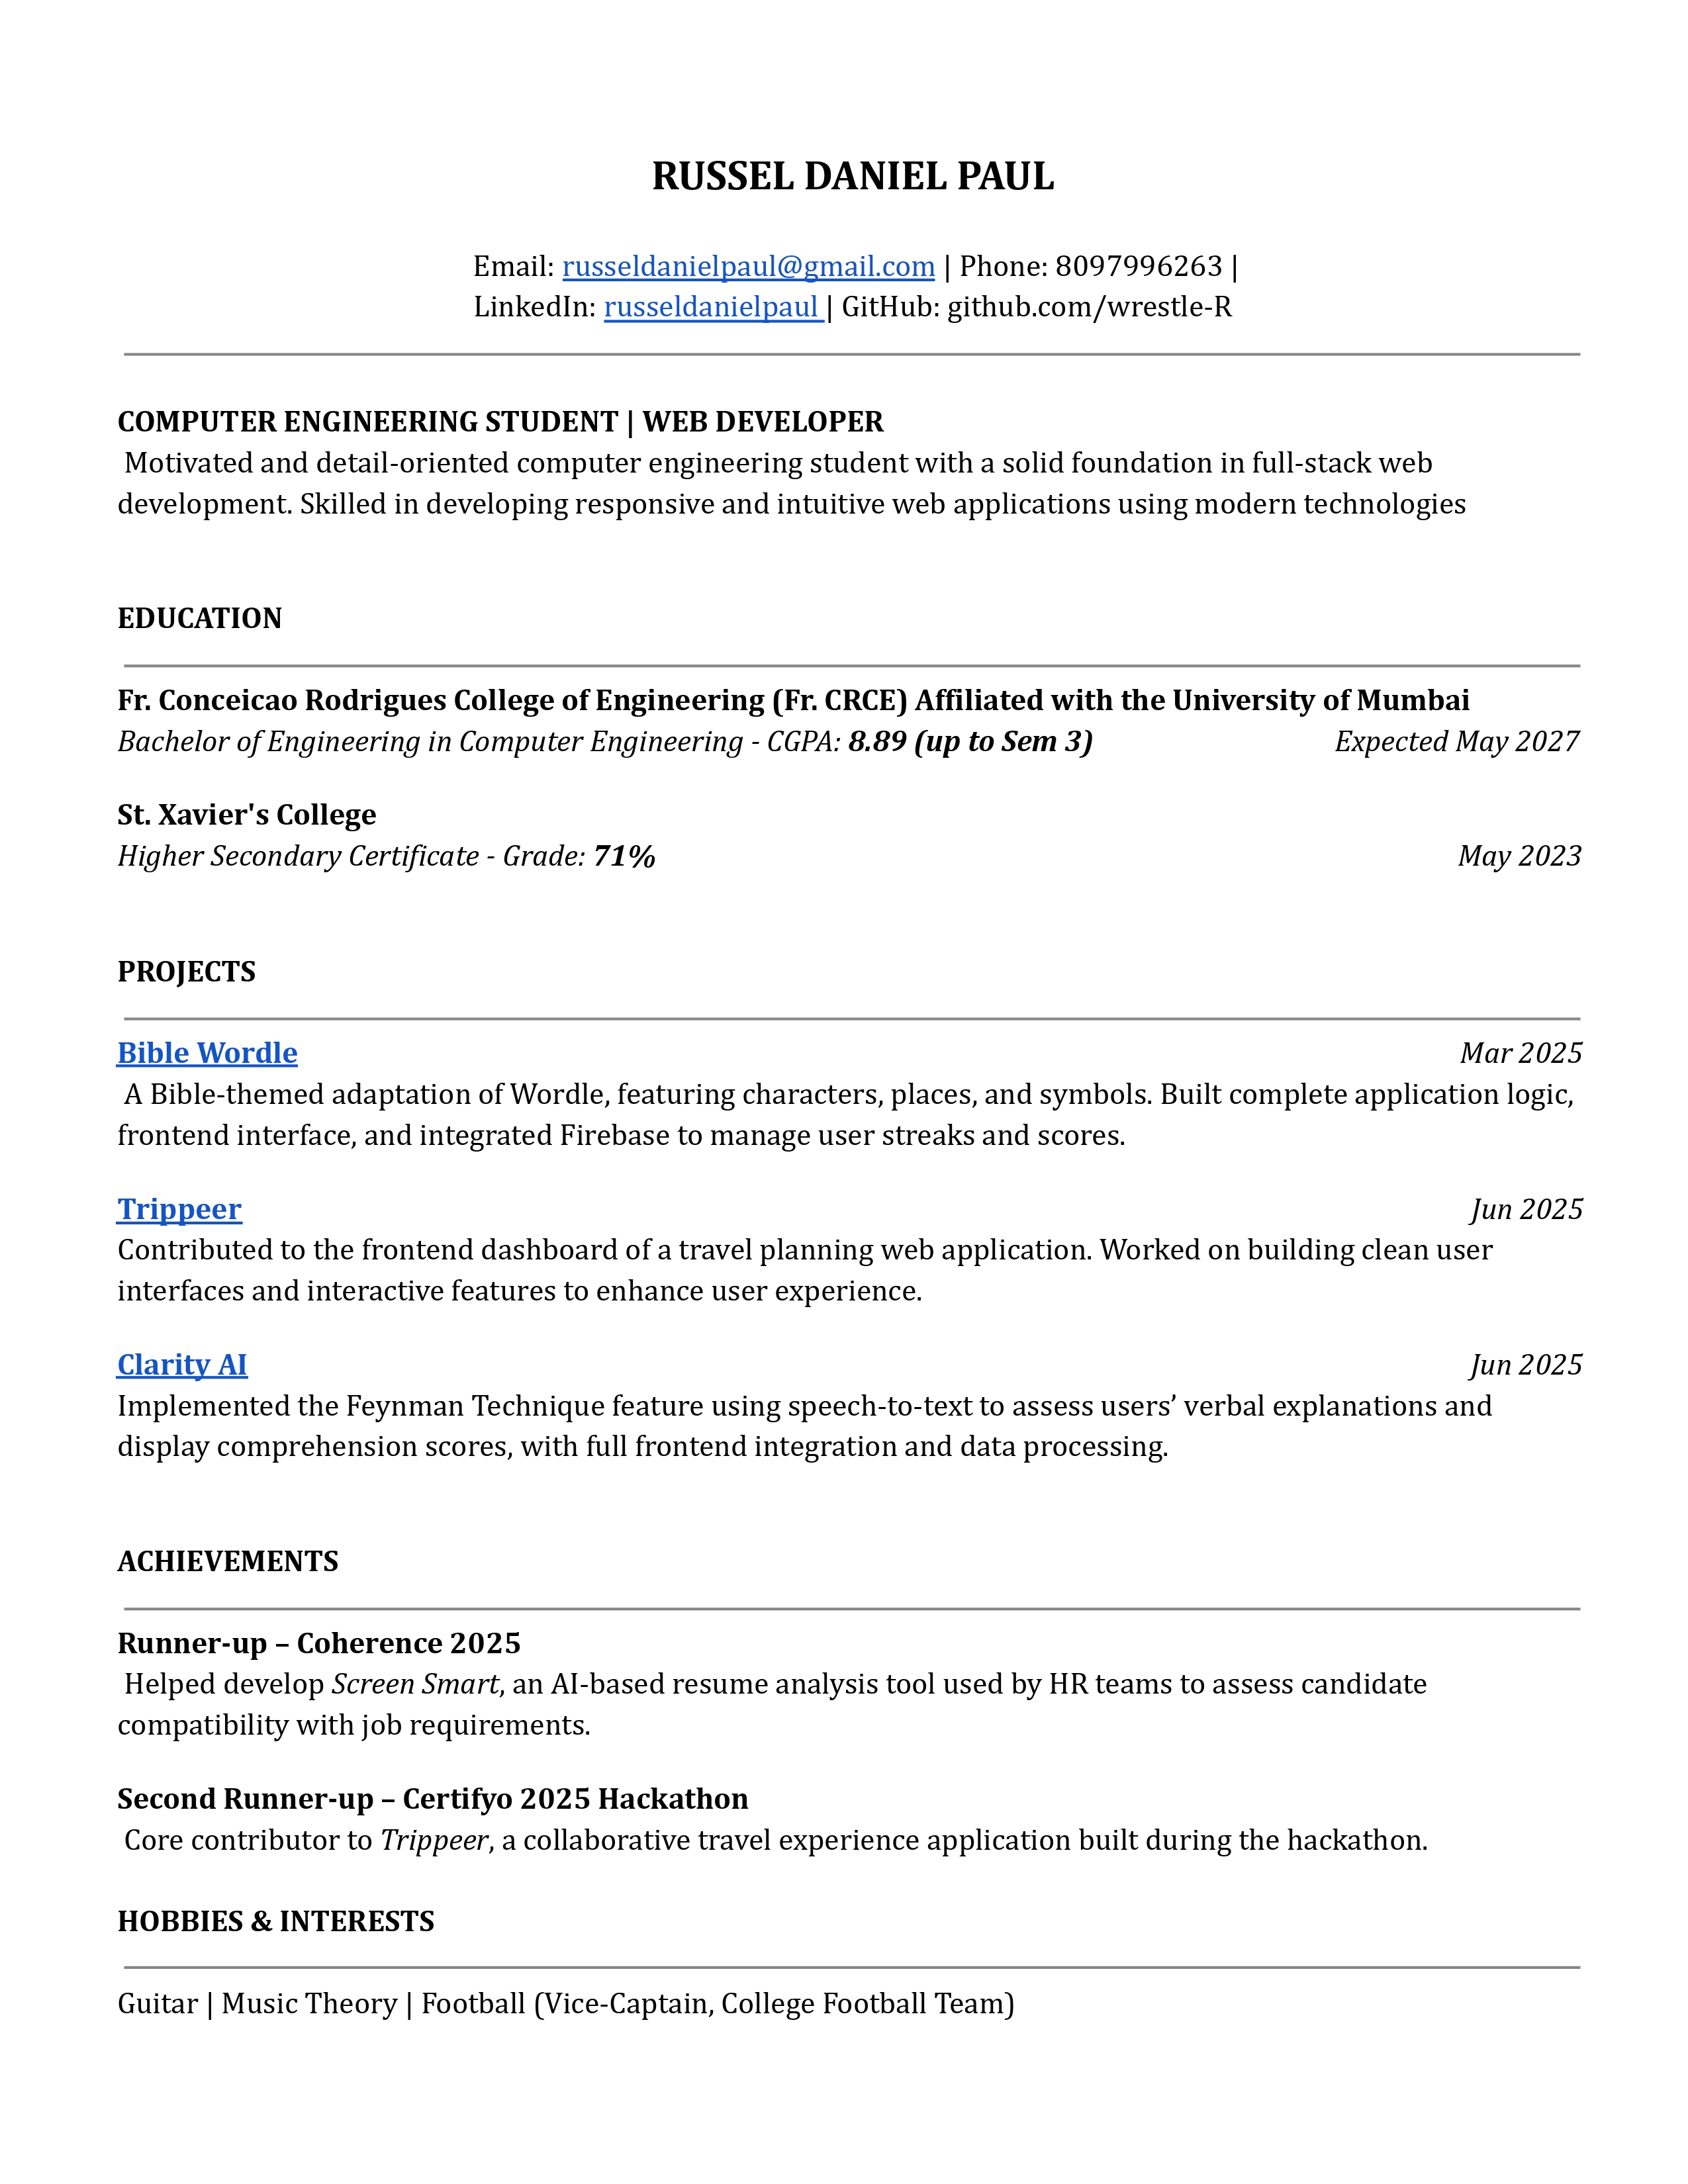 RUSSEL DANIEL PAUL
Email: russeldanielpaul@gmail.com | Phone: 8097996263 |
LinkedIn: russeldanielpaul | GitHub: github.com/wrestle-R
COMPUTER ENGINEERING STUDENT | WEB DEVELOPER
Motivated and detail-oriented computer engineering student with a solid foundation in full-stack web
development. Skilled in developing responsive and intuitive web applications using modern technologies
EDUCATION
Fr. Conceicao Rodrigues College of Engineering (Fr. CRCE) Affiliated with the University of Mumbai
Bachelor of Engineering in Computer Engineering - CGPA: 8.89 (up to Sem 3) Expected May 2027
St. Xavier's College
Higher Secondary Certificate - Grade: 71% May 2023
PROJECTS
Bible Wordle Mar 2025
A Bible-themed adaptation of Wordle, featuring characters, places, and symbols. Built complete application logic,
frontend interface, and integrated Firebase to manage user streaks and scores.
Trippeer Jun 2025
Contributed to the frontend dashboard of a travel planning web application. Worked on building clean user
interfaces and interactive features to enhance user experience.
Clarity AI Jun 2025
Implemented the Feynman Technique feature using speech-to-text to assess users’ verbal explanations and
display comprehension scores, with full frontend integration and data processing.
ACHIEVEMENTS
Runner-up – Coherence 2025
Helped develop Screen Smart, an AI-based resume analysis tool used by HR teams to assess candidate
compatibility with job requirements.
Second Runner-up – Certifyo 2025 Hackathon
Core contributor to Trippeer, a collaborative travel experience application built during the hackathon.
HOBBIES & INTERESTS
Guitar | Music Theory | Football (Vice-Captain, College Football Team)